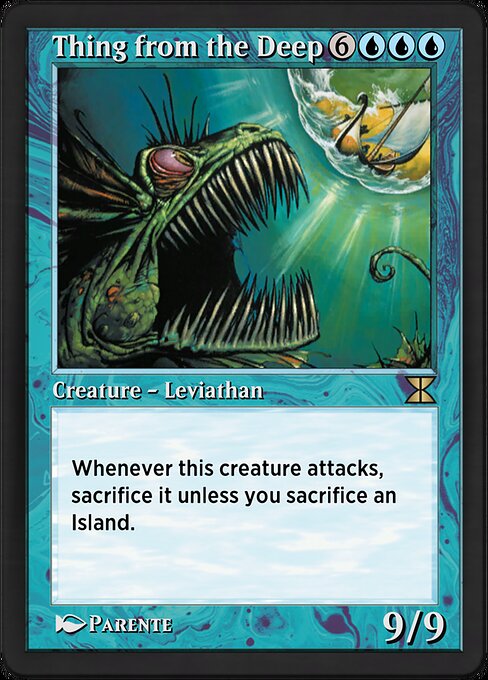 Thing from the Deep 6
Creature – Leviathan
Whenever this creature attacks,
sacrifice it unless you sacrifice an
Island.
Parente
9/9